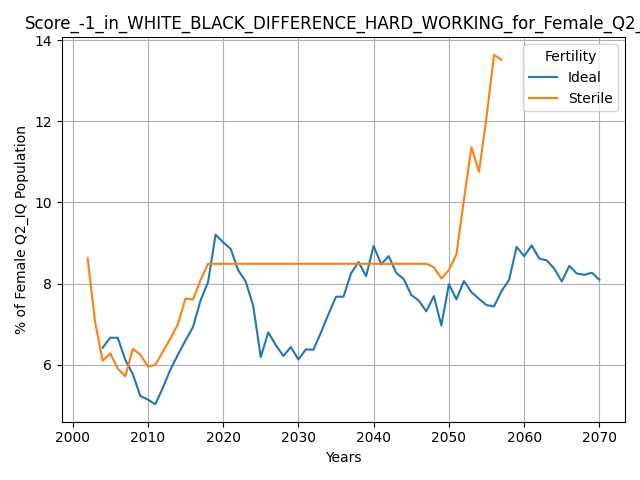 Score_-1_in_WHITE_BLACK_DIFFERENCE_HARD_WORKING_for_Female_Q2_
14
12
10
8
6
% of Female Q2_IQ Population
Fertility
Ideal
Sterile
2000
2010
2020
2030
2040
2050
2060
2070
Years